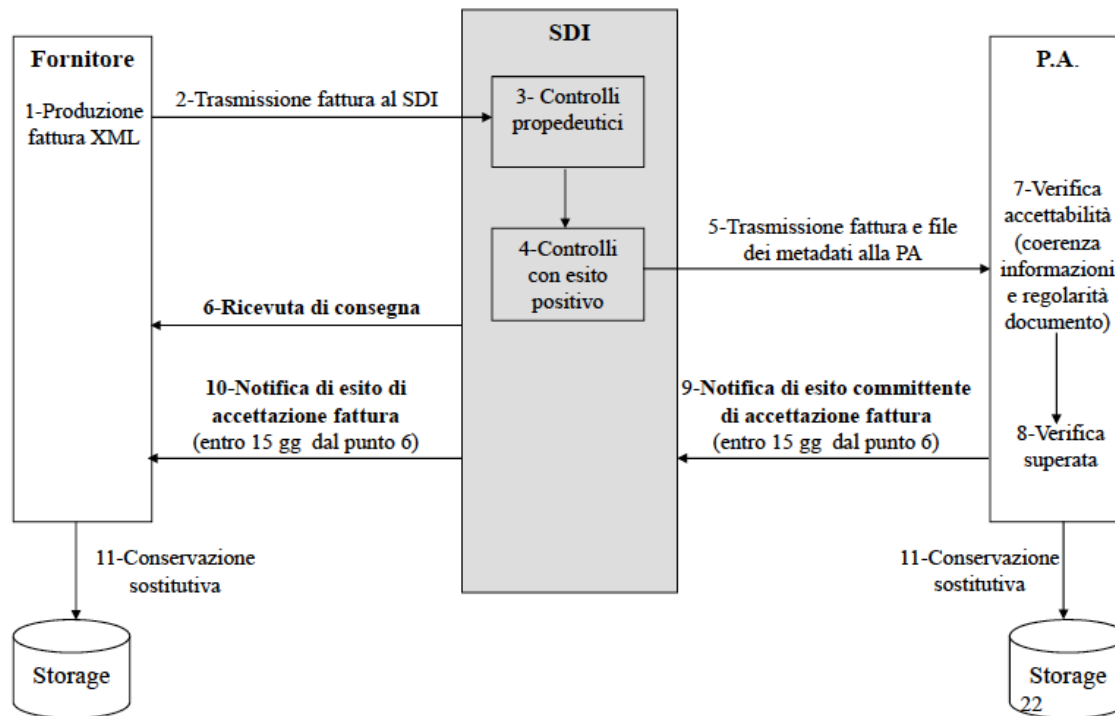 SDI
Fornitore
P.A.
1-Produzione
fattura XML
2-Trasmissione fattura al SDI
3- Controlli
propedeutici
4-Controlli
con esito
positivo
5-Trasmissione fattura e file
dei metadati alla PA
7-Verifica
accettabilità
(coerenza
informazioni
e regolarità
documento)
6-Ricevuta di consegna
10-Notifica di esito di
accettazione fattura
(entro 15 gg dal punto 6)
9-Notifica di esito committente
di accettazione fattura
(entro 15 gg dal punto 6)
8-Verifica
superata
11-Conservazione
sostitutiva
11-Conservazione
sostitutiva
Storage
Storage
22